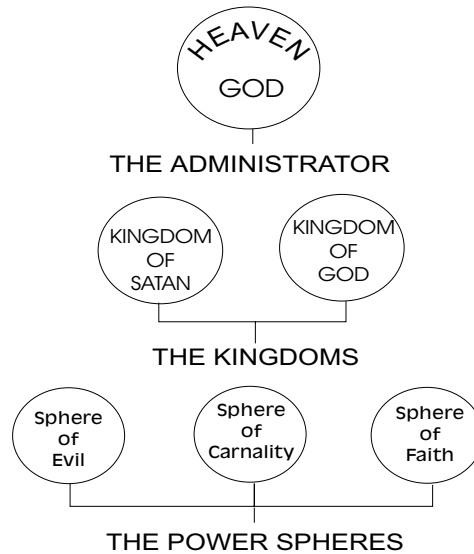 HEAVEN
GOD
THE ADMINISTRATOR
KINGDOM
OF
SATAN
KINGDOM
OF
GOD
THE KINGDOMS
Sphere
of
Evil
Sphere
of
Carnality
Sphere
of
Faith
THE POWER SPHERES